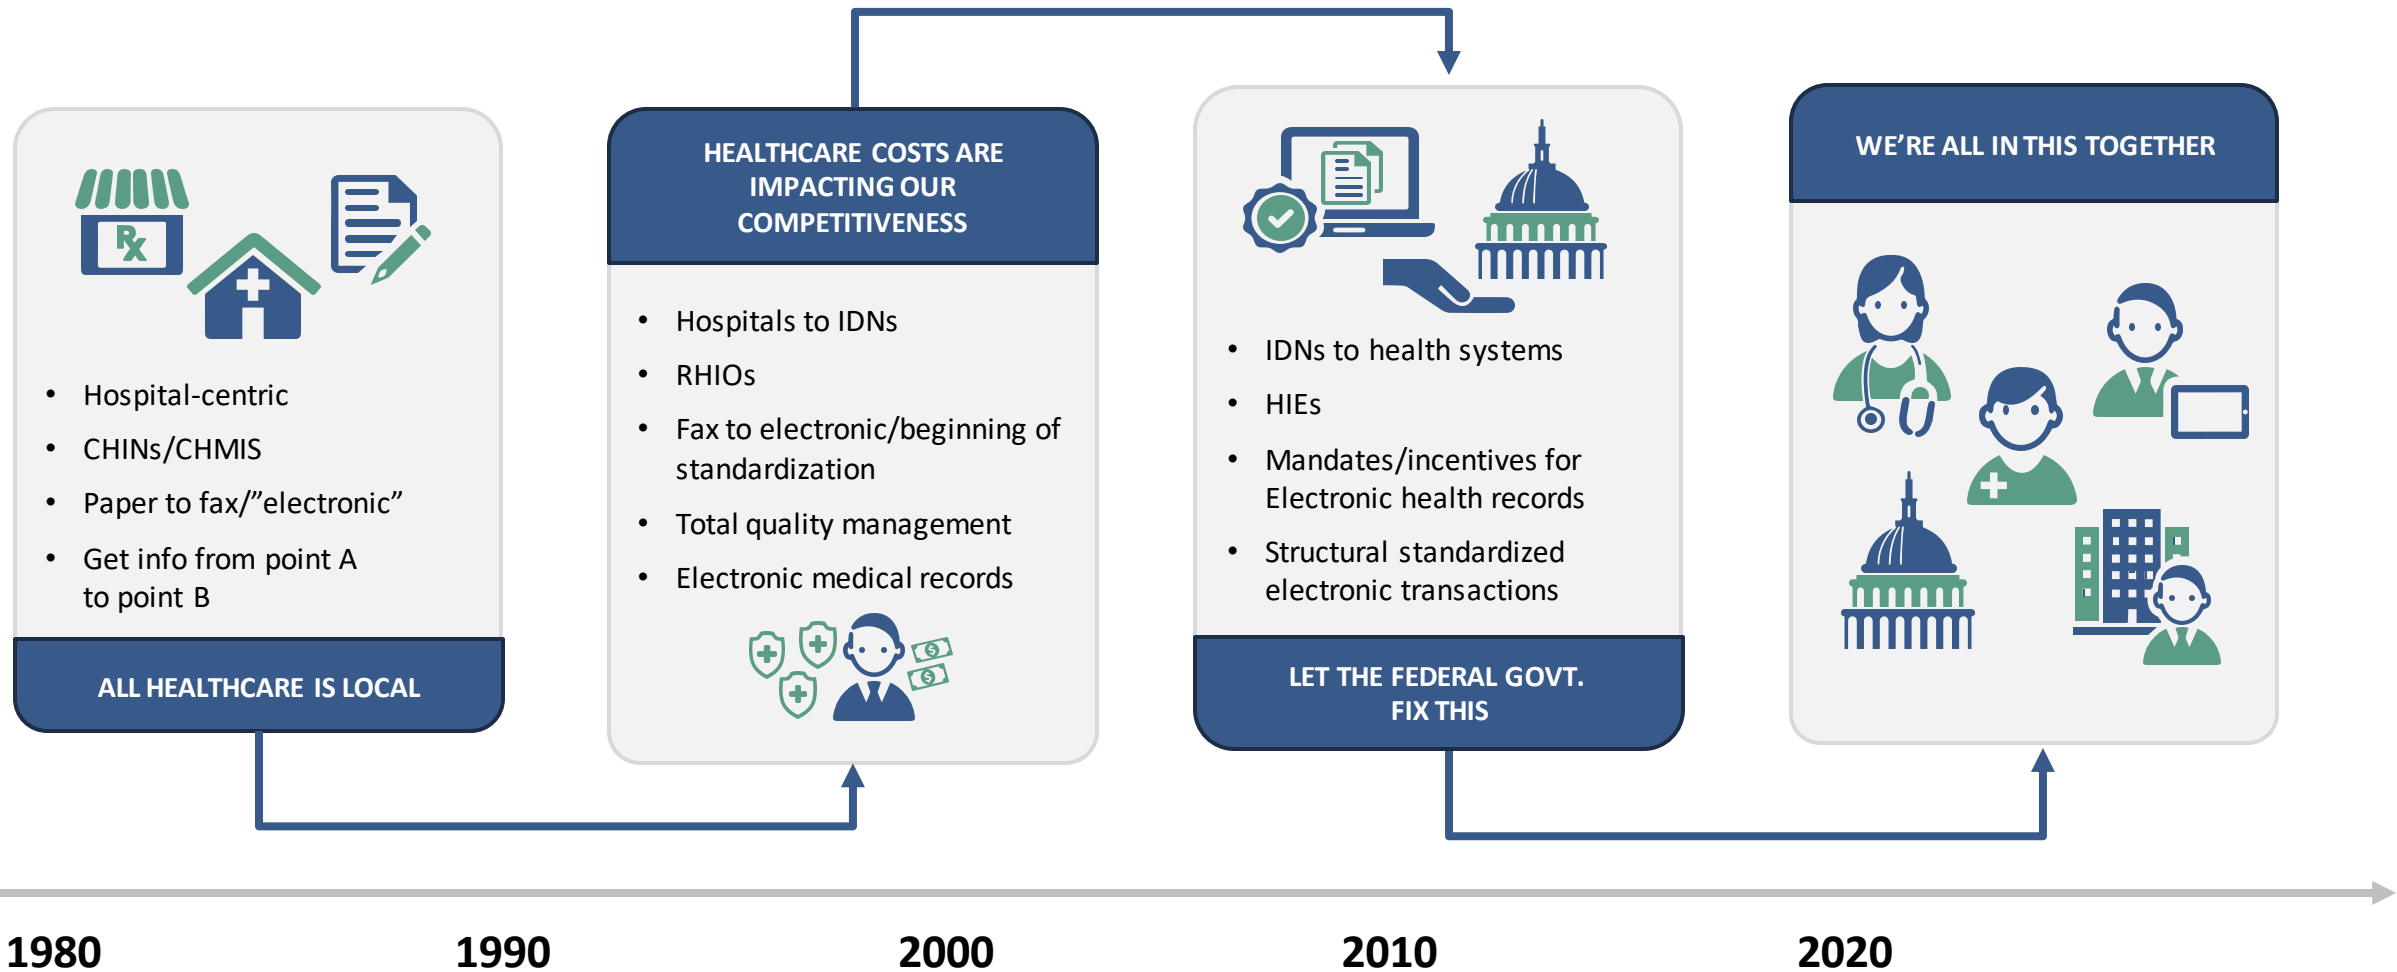 Rx
• Hospital-centric
• CHINs/CHMIS
• Paper to fax/”electronic”
• Get info from point A
to point B
ALL HEALTHCARE IS LOCAL
HEALTHCARE COSTS ARE
IMPACTING OUR
COMPETITIVENESS
• Hospitals to IDNs
• RHIOs
• Fax to electronic/beginning of
standardization
• Total quality management
• Electronic medical records
$
$
• IDNs to health systems
• HIEs
• Mandates/incentives for
Electronic health records
• Structural standardized
electronic transactions
LET THE FEDERAL GOVT.
FIX THIS
WE’RE ALL IN THIS TOGETHER
1980
1990
2000
2010
2020